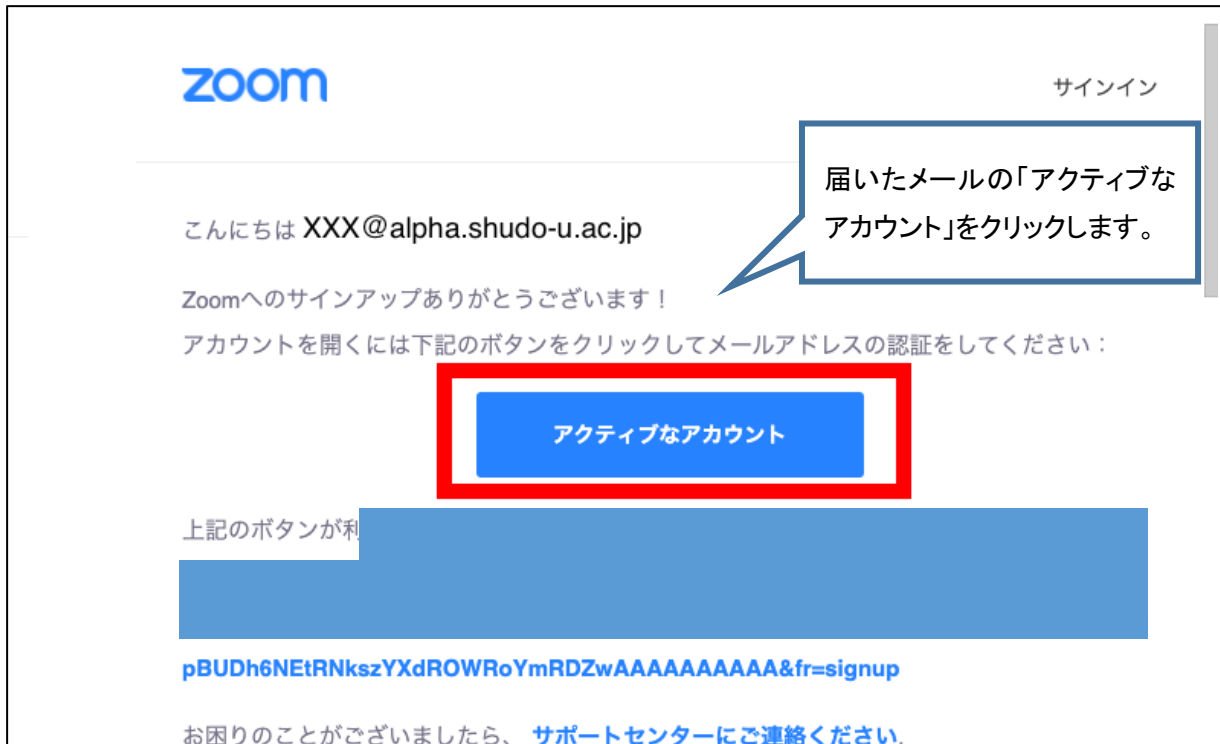 zoom
サインイン
届いたメールの「アクティブな
アカウント」をクリックします。
こんにちは XXX@alpha.shudo-u.ac.jp
Zoomへのサインアップありがとうございます！
アカウントを開くには下記のボタンをクリックしてメールアドレスの認証をしてください：
アクティブなアカウント
上記のボタンが利
pBUDh6NEtRNkszYXdROWRoYmRDZwAAAAAAAAAA&fr=signup
お困りのことがございましたら、 サポートセンターにご連絡ください.